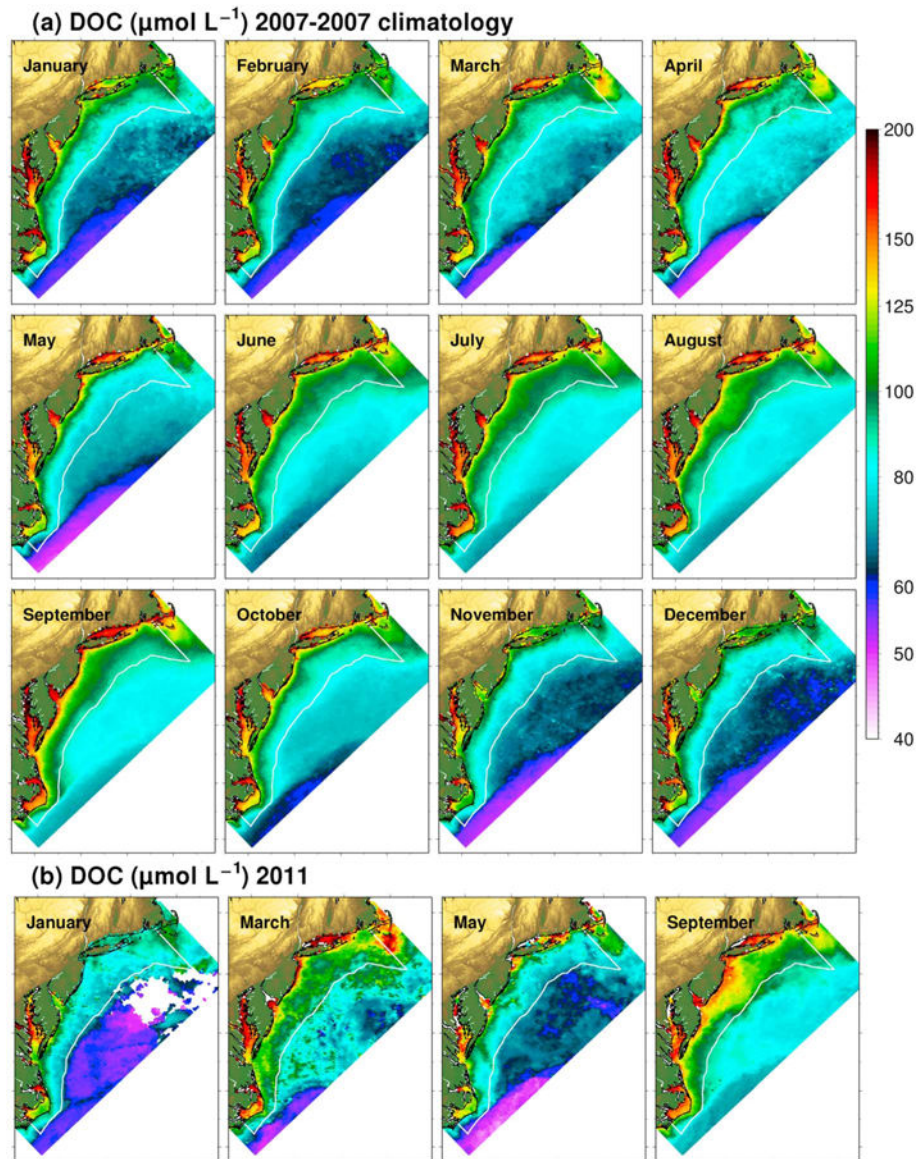 (a) DOC (µmol L⁻¹) 2007-2007 climatology
January February March April
200
150
125
100
80
60
50
40
May June July August
September October November December
(b) DOC (µmol L⁻¹) 2011
January March May September